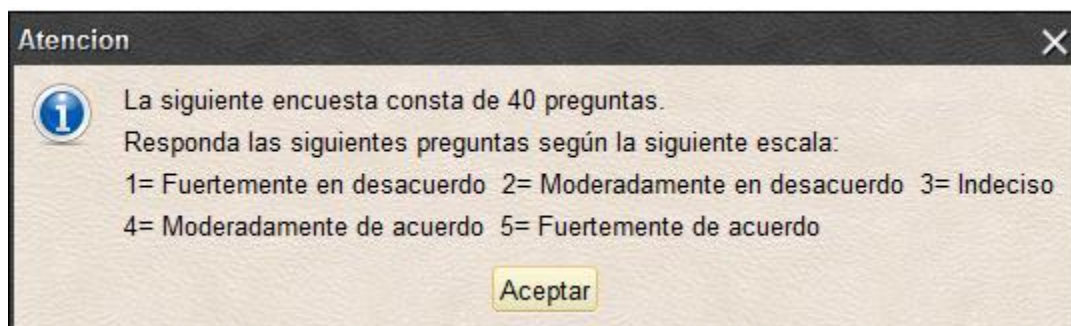 Atencion
La siguiente encuesta consta de 40 preguntas.
Responda las siguientes preguntas según la siguiente escala:
1= Fuertemente en desacuerdo 2= Moderadamente en desacuerdo 3= Indeciso
4= Moderadamente de acuerdo 5= Fuertemente de acuerdo
Aceptar